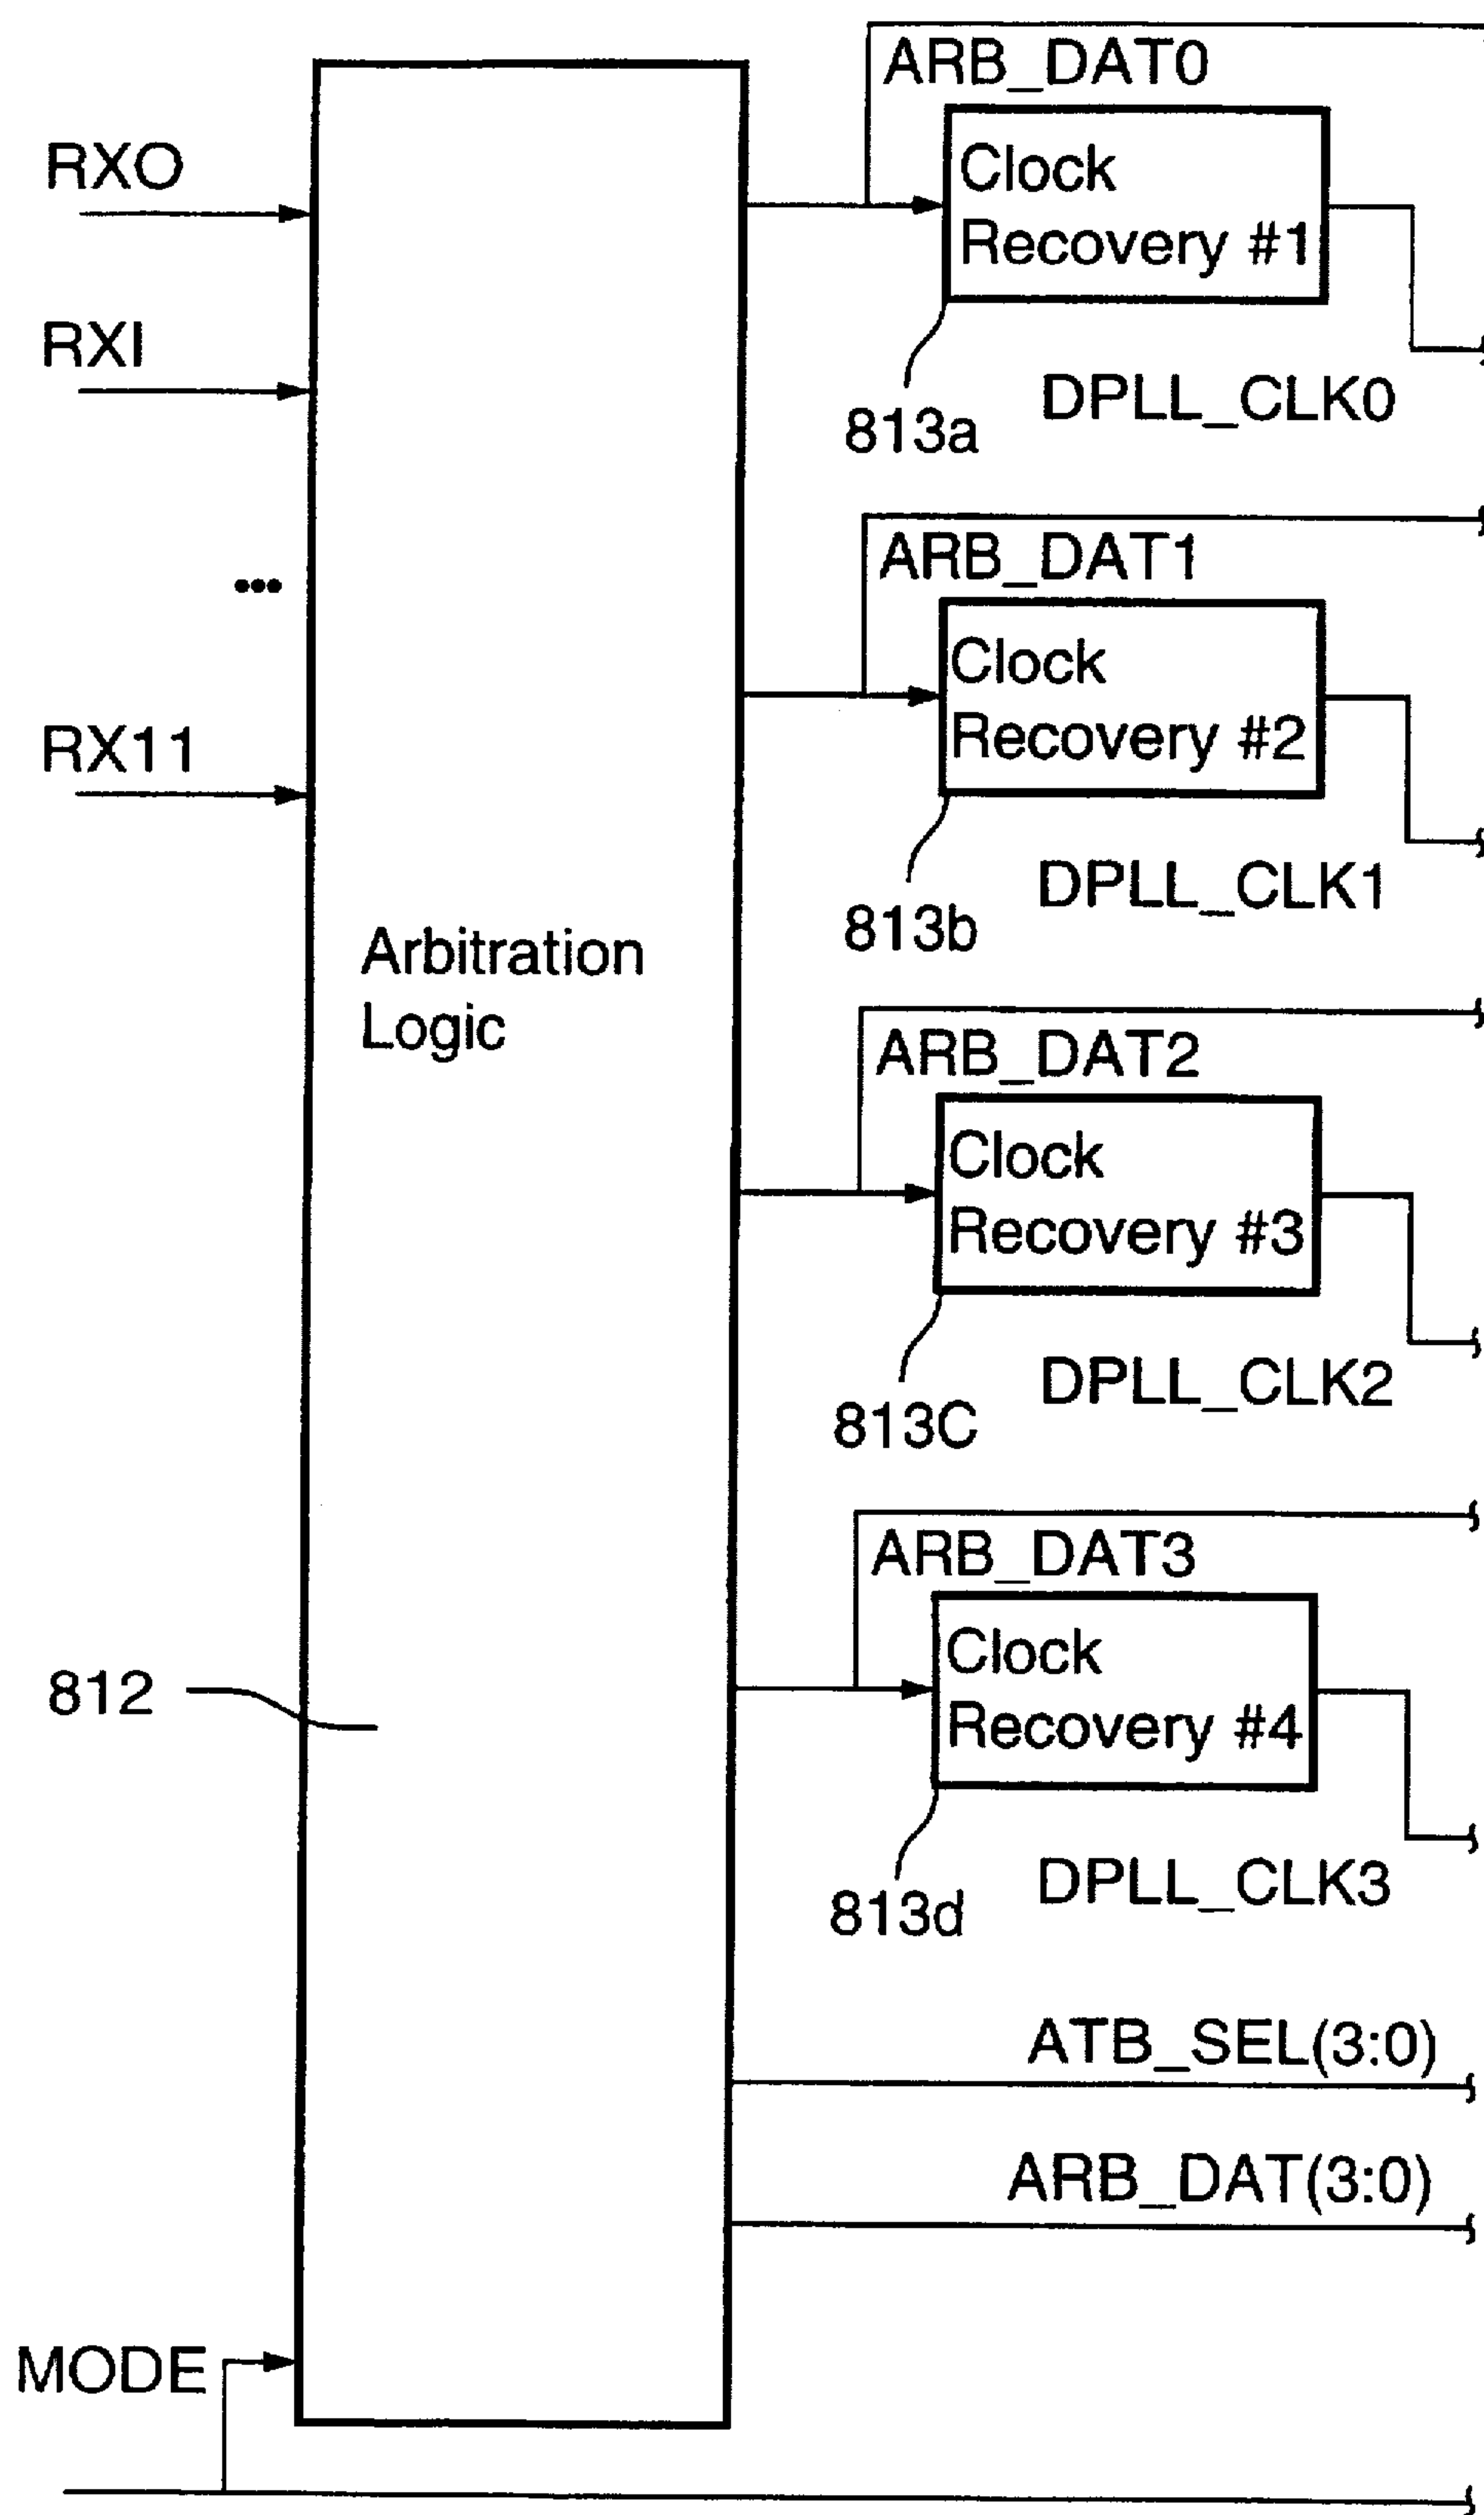 ARB_DAT0
RXO
Clock
Recovery #1
RXI
DPLL_CLK0
813a
ARB_DAT1
•••
Clock
Recovery #2
RX11
DPLL_CLK1
813b
Arbitration
Logic
ARB_DAT2
Clock
Recovery #3
DPLL_CLK2
813C
ARB_DAT3
Clock
Recovery #4
812
DPLL_CLK3
813d
ATB_SEL(3:0)
ARB_DAT(3:0)
MODE